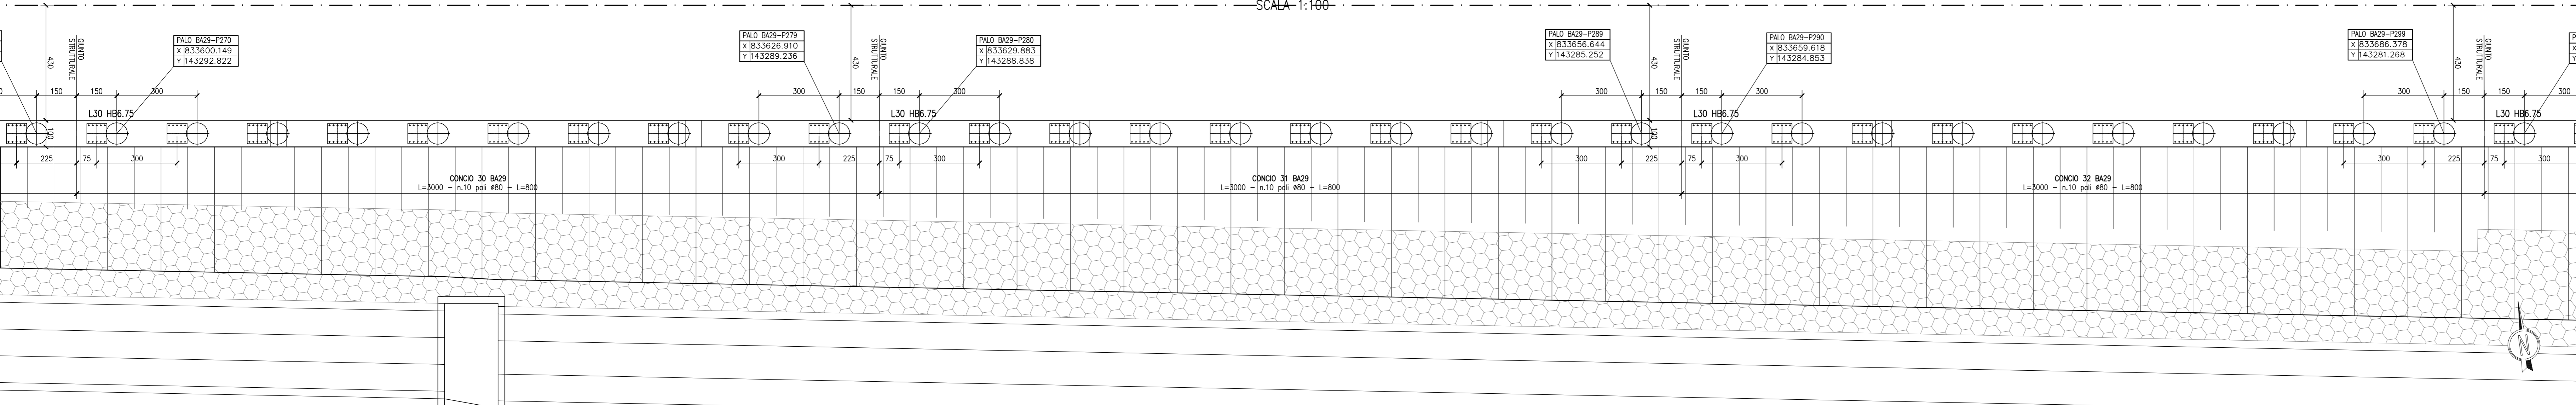 SCALA 1:100
PALO BA29-P270
X 833600.149
Y 143292.822
PALO BA29-P279
X 833626.910
Y 143289.236
PALO BA29-P280
X 833629.883
Y 143288.838
PALO BA29-P289
X 833656.644
Y 143285.252
PALO BA29-P290
X 833659.618
Y 143284.853
PALO BA29-P299
X 833686.378
Y 143281.268
430
GIUNTO
STRUTTURALE
430
GIUNTO
STRUTTURALE
430
GIUNTO
STRUTTURALE
430
GIUNTO
STRUTTURALE
150 150 300
300 150 150 300
300 150 150 300
300 150 150 300
L30 HB6.75
L30 HB6.75
L30 HB6.75
L30 HB6.75
100
100
225 75 300
300 225 75 300
300 225 75 300
300 225 75 300
CONCIO 30 BA29
L=3000 - n.10 pali ø80 - L=800
CONCIO 31 BA29
L=3000 - n.10 pali ø80 - L=800
CONCIO 32 BA29
L=3000 - n.10 pali ø80 - L=800
N